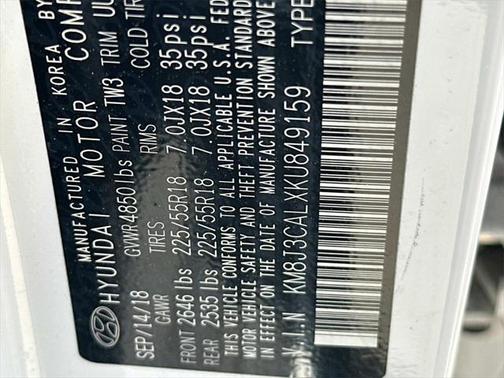 MANUFACTURED IN KOREA BY
HYUNDAI MOTOR COMP
SEP/14/18 GVWR 4850 lbs PAINT TW3 TRIM
GAWR TIRES RIMS COLD TIRE
FRONT 2646 lbs 225/55R18 7.0JX18 35psi
REAR 2535 lbs 225/55R18 7.0JX18 35psi
THIS VEHICLE CONFORMS TO ALL APPLICABLE U.S.A. FED
MOTOR VEHICLE SAFETY AND THEFT PREVENTION STANDARD
IN EFFECT ON THE DATE OF MANUFACTURE SHOWN ABOVE
V.I.N KM8J3CALXKU849159 TYPE